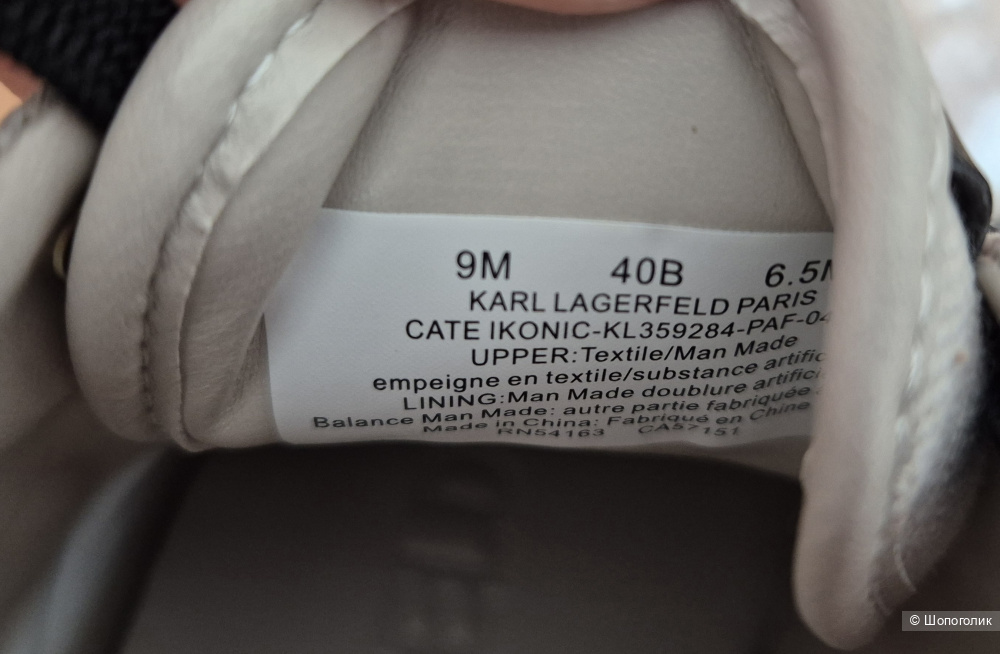 9M 40B 6.5M
KARL LAGERFELD PARIS
CATE IKONIC-KL359284-PAF-04
UPPER:Textile/Man Made
empeigne en textile/substance artific
LINING:Man Made doublure artifici
Balance Man Made: autre partie fabriquée
Made in China: Fabriqué en Chine
RN54163 CA57151
© Шопоголик